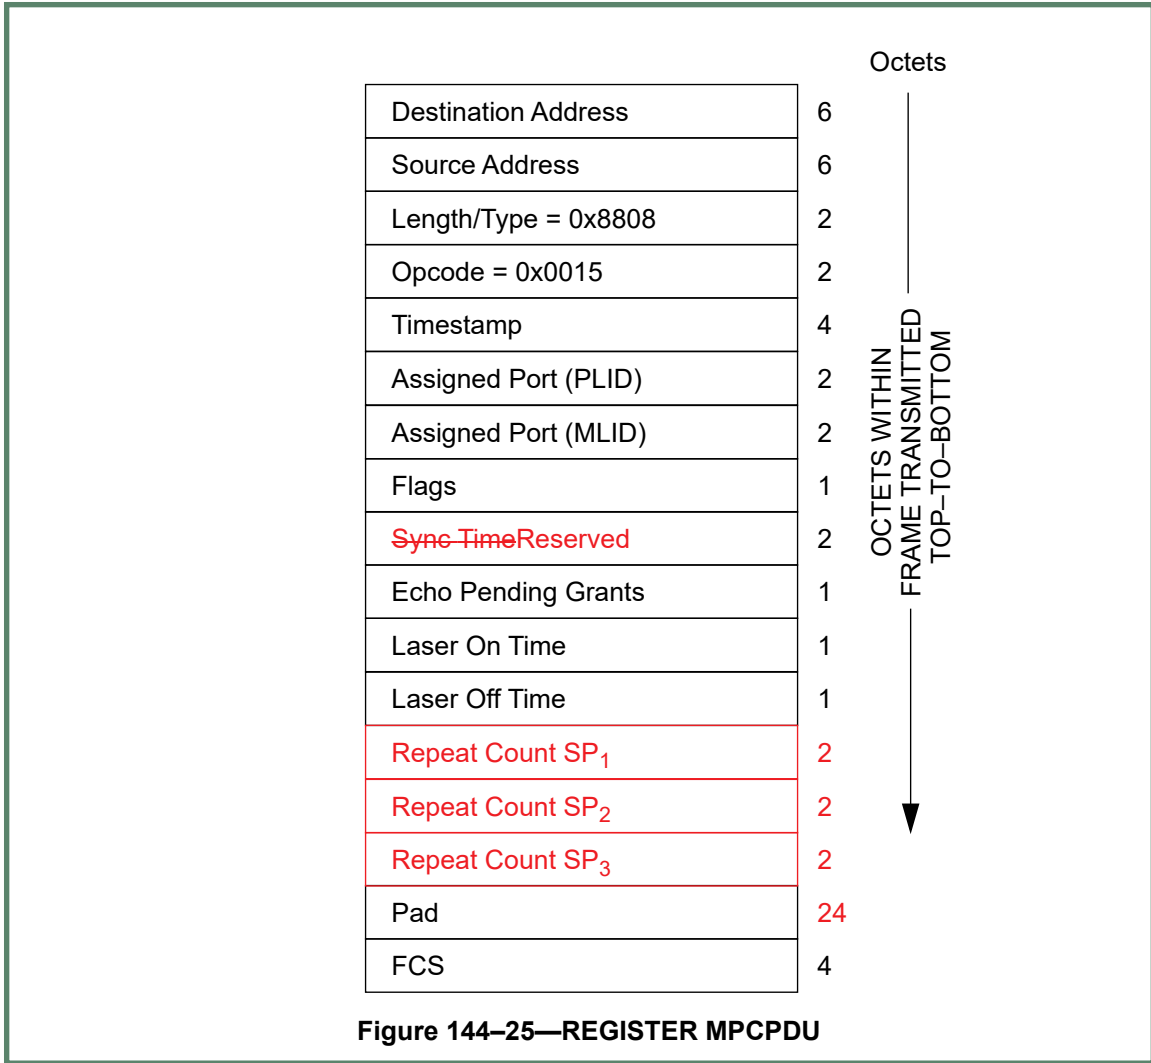 Octets
Destination Address 6
Source Address 6
Length/Type = 0x8808 2
Opcode = 0x0015 2
Timestamp 4
Assigned Port (PLID) 2
Assigned Port (MLID) 2
Flags 1
Sync TimeReserved 2
Echo Pending Grants 1
Laser On Time 1
Laser Off Time 1
Repeat Count SP1 2
Repeat Count SP2 2
Repeat Count SP3 2
Pad 24
FCS 4
OCTETS WITHIN
FRAME TRANSMITTED
TOP–TO–BOTTOM
Figure 144–25—REGISTER MPCPDU